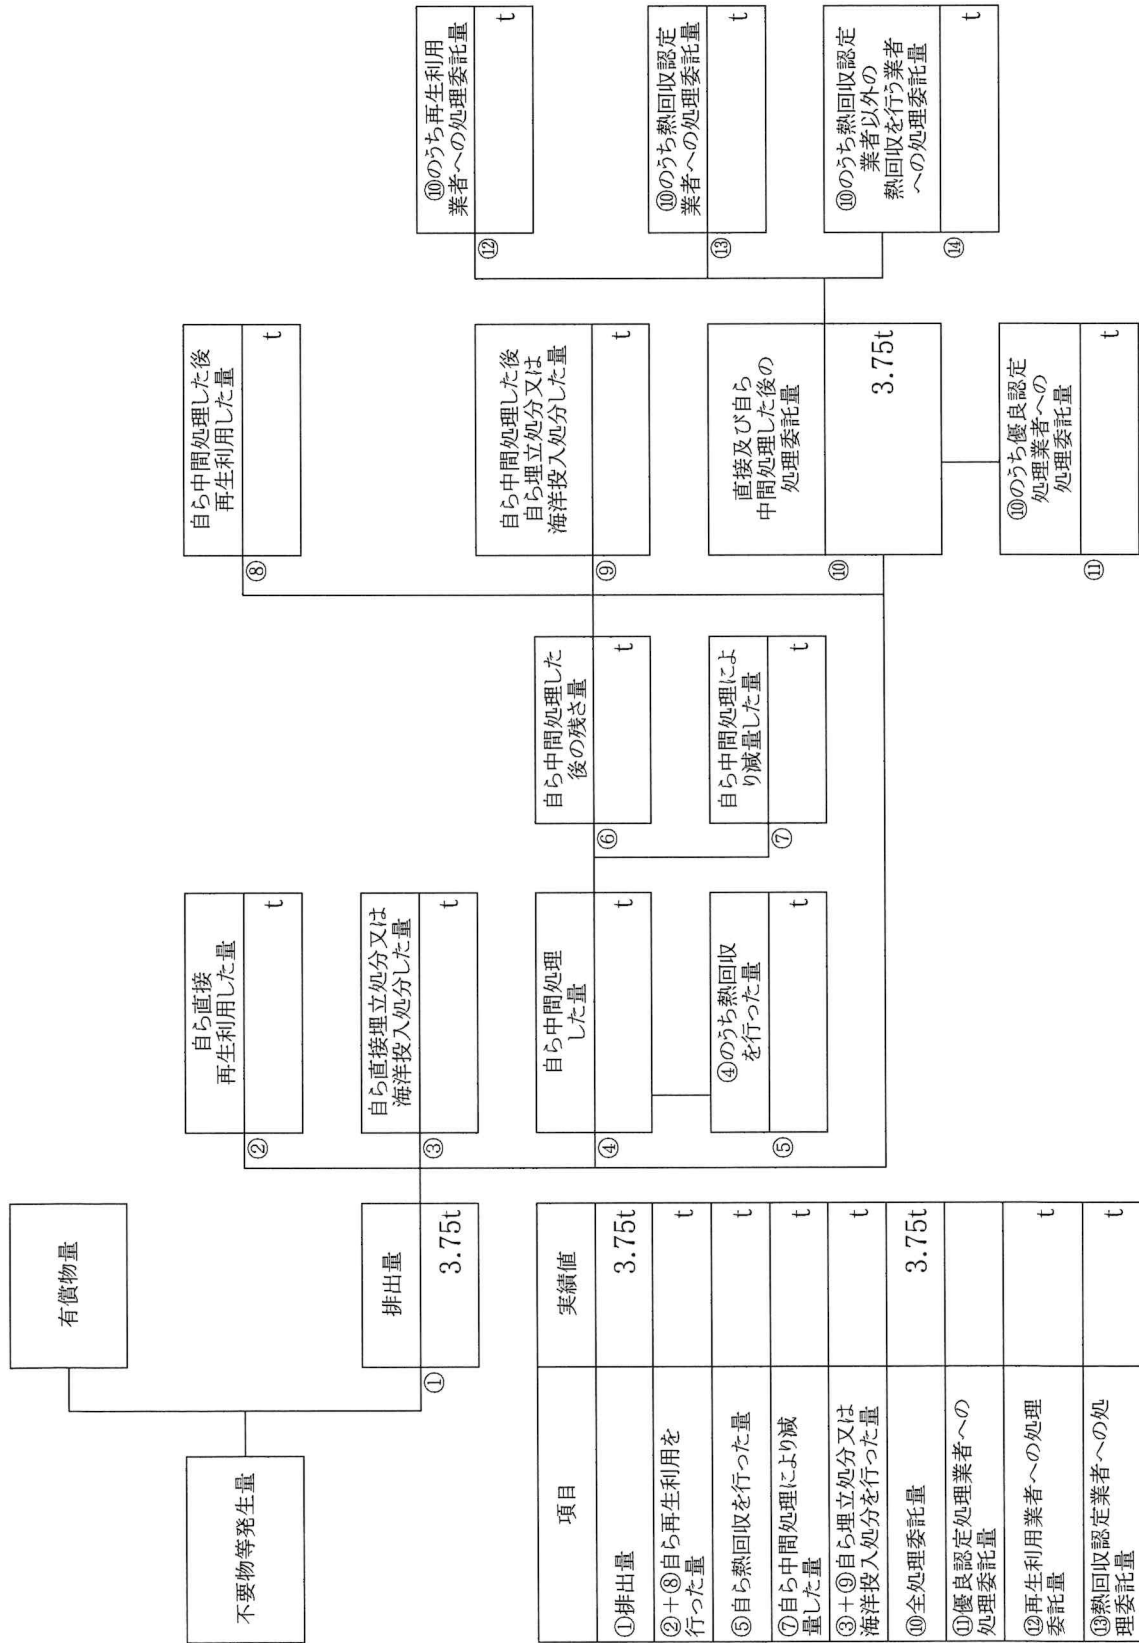 不要物等発生量
有償物量
排出量
①
3.75t
自ら直接
再生利用した量
②
t
自ら直接埋立処分又は
海洋投入処分した量
③
t
自ら中間処理
した量
④
t
④のうち熱回収
を行った量
⑤
t
自ら中間処理した
後の残さ量
⑥
t
自ら中間処理によ
り減量した量
⑦
t
自ら中間処理した後
再生利用した量
⑧
t
自ら中間処理した後
自ら埋立処分又は
海洋投入処分した量
⑨
t
直接及び自ら
中間処理した後の
処理委託量
⑩
3.75t
⑩のうち優良認定
処理業者への
処理委託量
⑪
t
⑩のうち再生利用
業者への処理委託量
⑫
t
⑩のうち熱回収認定
業者への処理委託量
⑬
t
⑩のうち熱回収認定
業者以外の
熱回収を行う業者
への処理委託量
⑭
t
項目 実績値
①排出量 3.75t
②+⑧自ら再生利用を
行った量
t
⑤自ら熱回収を行った量 t
⑦自ら中間処理により減
量した量
t
③+⑨自ら埋立処分又は
海洋投入処分を行った量
t
⑩全処理委託量 3.75t
⑪優良認定処理業者への
処理委託量
⑫再生利用業者への処理
委託量
t
⑬熱回収認定業者への処
理委託量
t